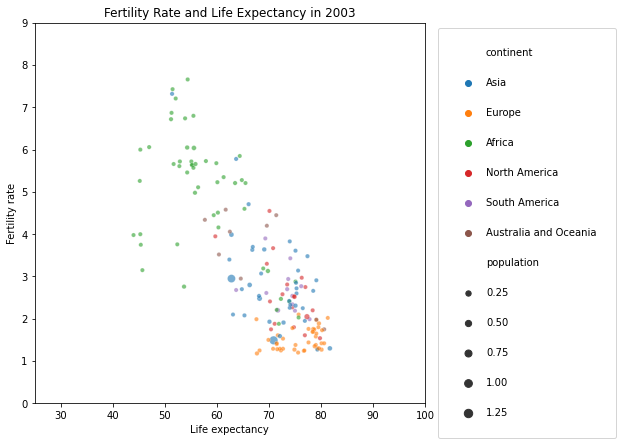 Fertility Rate and Life Expectancy in 2003
9
8
7
6
5
4
3
2
1
0
Fertility rate
30 40 50 60 70 80 90 100
Life expectancy
continent
Asia
Europe
Africa
North America
South America
Australia and Oceania
population
0.25
0.50
0.75
1.00
1.25